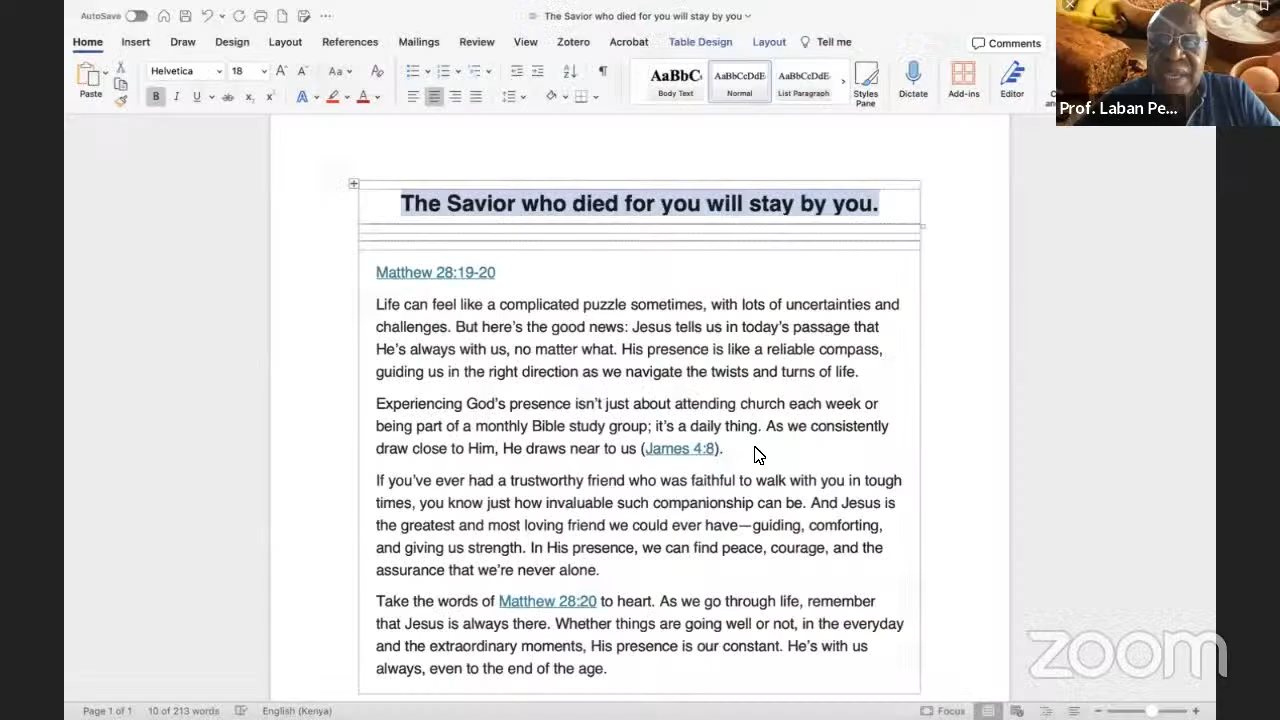 AutoSave
The Savior who died for you will stay by you
Home Insert Draw Design Layout References Mailings Review View Zotero Acrobat Table Design Layout Tell me Comments
Helvetica 18 Aa
Paste
B I U ab x A A
AaBbC AaBbCcDdE AaBbCcDdE
Body Text Normal List Paragraph
Styles Pane Dictate Add-ins Editor
Prof. Laban Pe...
The Savior who died for you will stay by you.
Matthew 28:19-20
Life can feel like a complicated puzzle sometimes, with lots of uncertainties and
challenges. But here's the good news: Jesus tells us in today's passage that
He's always with us, no matter what. His presence is like a reliable compass,
guiding us in the right direction as we navigate the twists and turns of life.
Experiencing God's presence isn't just about attending church each week or
being part of a monthly Bible study group; it's a daily thing. As we consistently
draw close to Him, He draws near to us (James 4:8).
If you've ever had a trustworthy friend who was faithful to walk with you in tough
times, you know just how invaluable such companionship can be. And Jesus is
the greatest and most loving friend we could ever have—guiding, comforting,
and giving us strength. In His presence, we can find peace, courage, and the
assurance that we're never alone.
Take the words of Matthew 28:20 to heart. As we go through life, remember
that Jesus is always there. Whether things are going well or not, in the everyday
and the extraordinary moments, His presence is our constant. He's with us
always, even to the end of the age.
zoom
Page 1 of 1 10 of 213 words English (Kenya) Focus